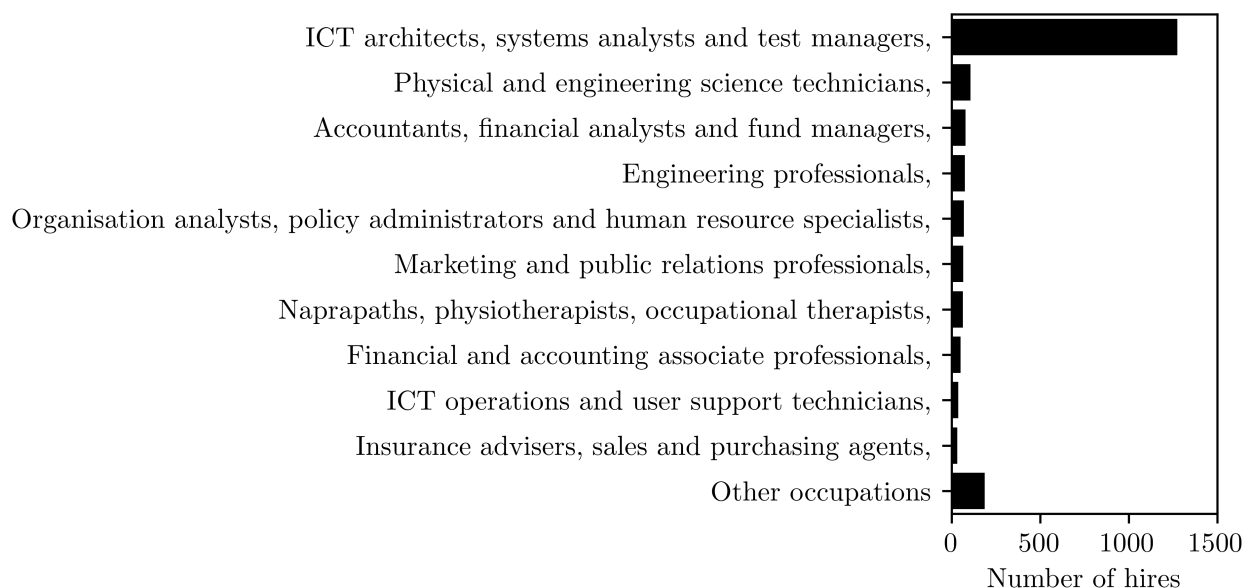 ICT architects, systems analysts and test managers,
Physical and engineering science technicians,
Accountants, financial analysts and fund managers,
Engineering professionals,
Organisation analysts, policy administrators and human resource specialists,
Marketing and public relations professionals,
Naprapaths, physiotherapists, occupational therapists,
Financial and accounting associate professionals,
ICT operations and user support technicians,
Insurance advisers, sales and purchasing agents,
Other occupations
0 500 1000 1500
Number of hires